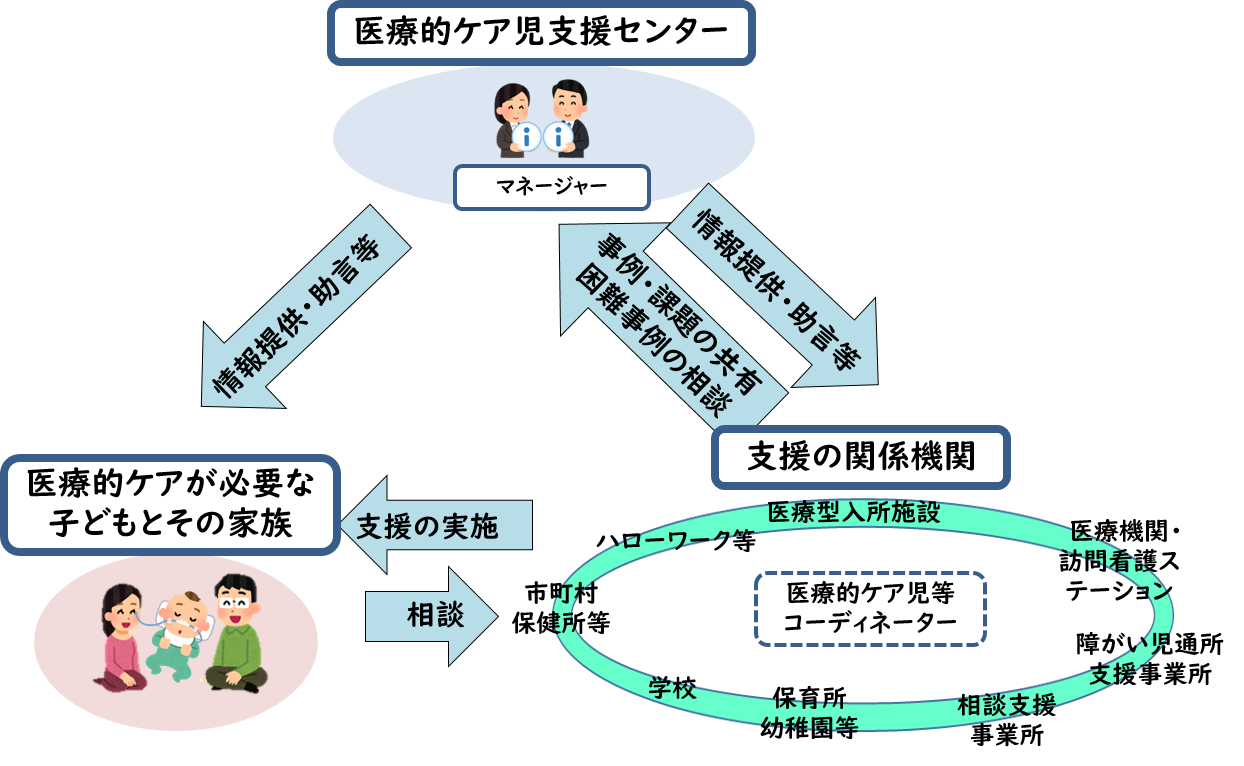 医療的ケア児支援センター
i
i
マネージャー
情報提供・助言等
事例・課題の共有
困難事例の相談
情報提供・助言等
医療的ケアが必要な
子どもとその家族
支援の実施
相談
支援の関係機関
医療型入所施設
ハローワーク等
医療機関・
訪問看護ス
テーション
市町村
保健所等
医療的ケア児等
コーディネーター
障がい児通所
支援事業所
学校
保育所
幼稚園等
相談支援
事業所